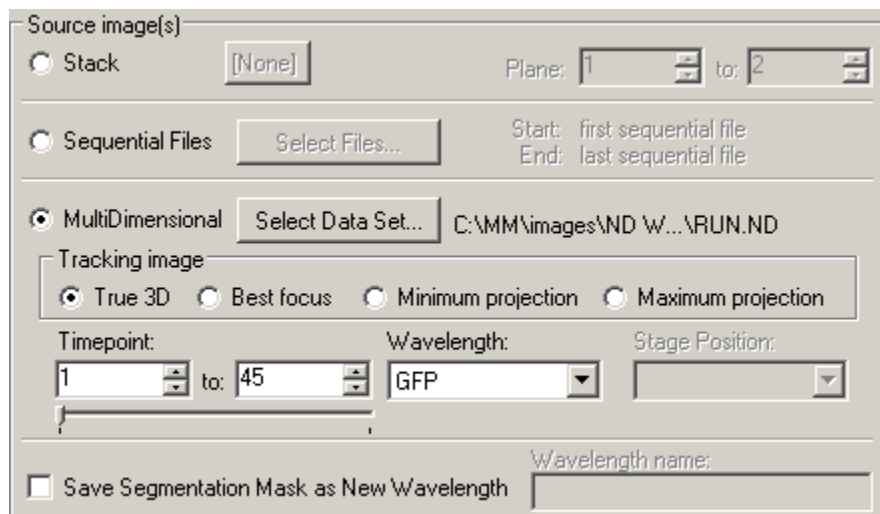 Source image(s)
Stack [None] Plane: 1 to: 2
Sequential Files Select Files... Start: first sequential file
End: last sequential file
MultiDimensional Select Data Set... C:\MM\images\ND W...\RUN.ND
Tracking image
True 3D Best focus Minimum projection Maximum projection
Timepoint: Wavelength: Stage Position:
1 to: 45 GFP
Wavelength name:
Save Segmentation Mask as New Wavelength